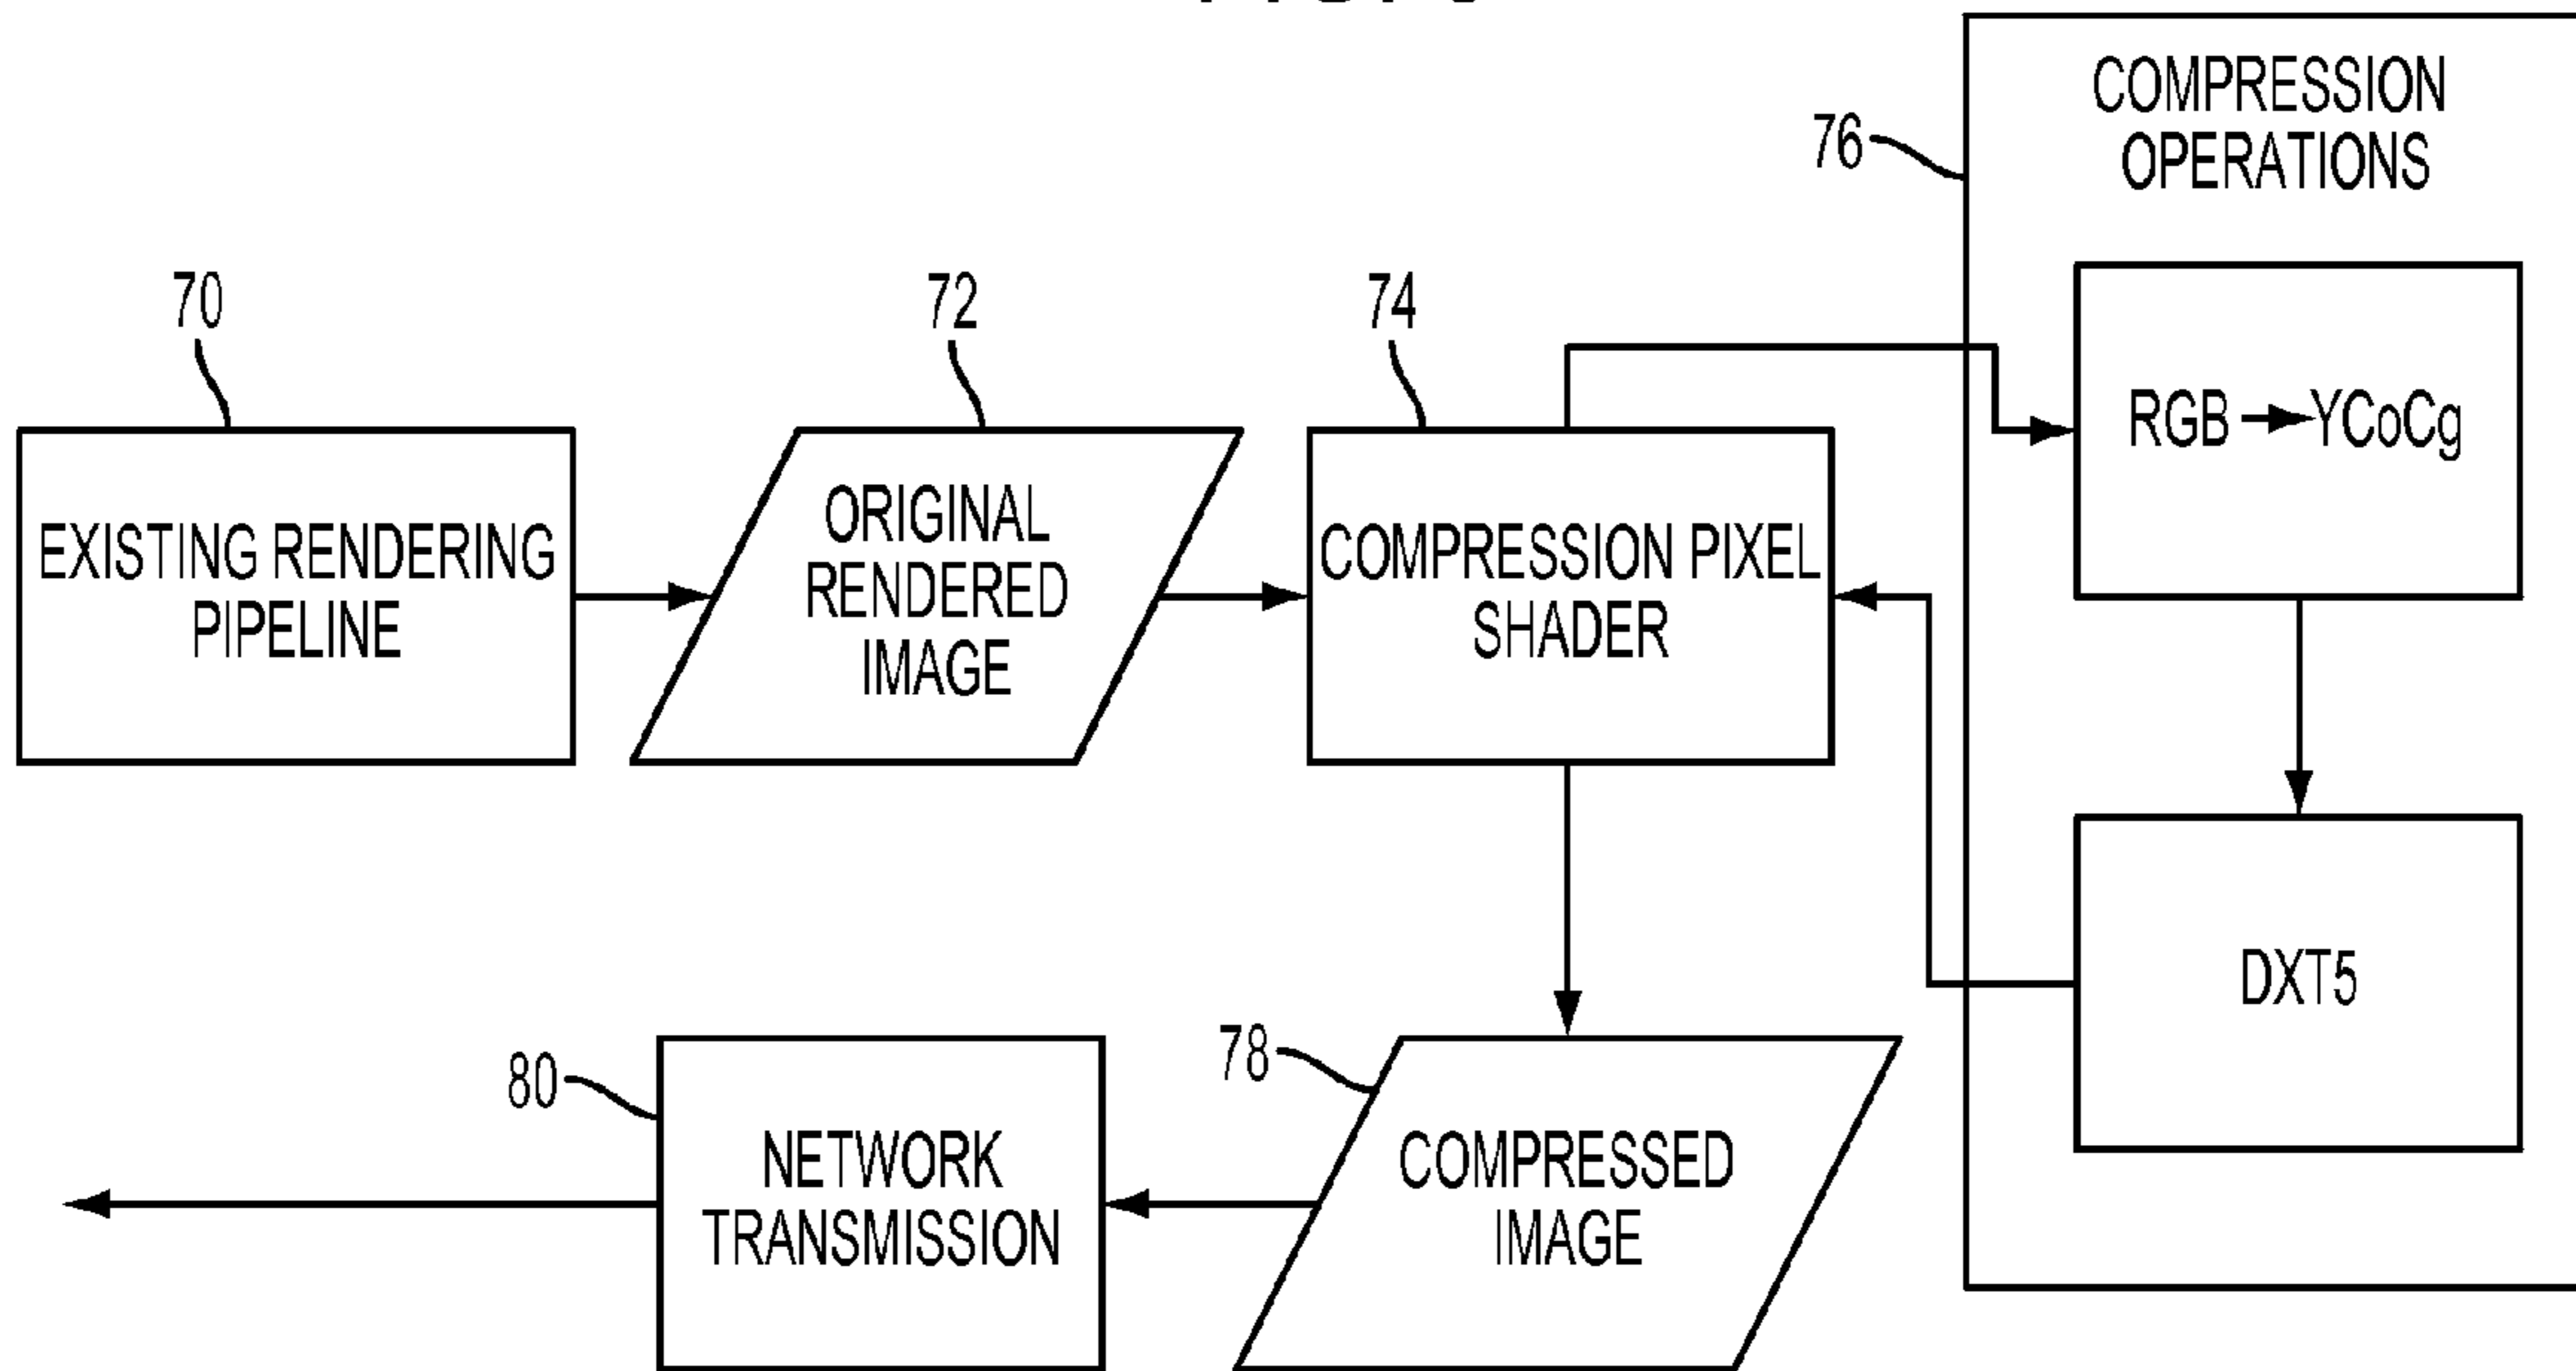 COMPRESSION
OPERATIONS
76
70
72
74
RGB → YCoCg
EXISTING RENDERING
PIPELINE
ORIGINAL
RENDERED
IMAGE
COMPRESSION PIXEL
SHADER
DXT5
80
78
NETWORK
TRANSMISSION
COMPRESSED
IMAGE